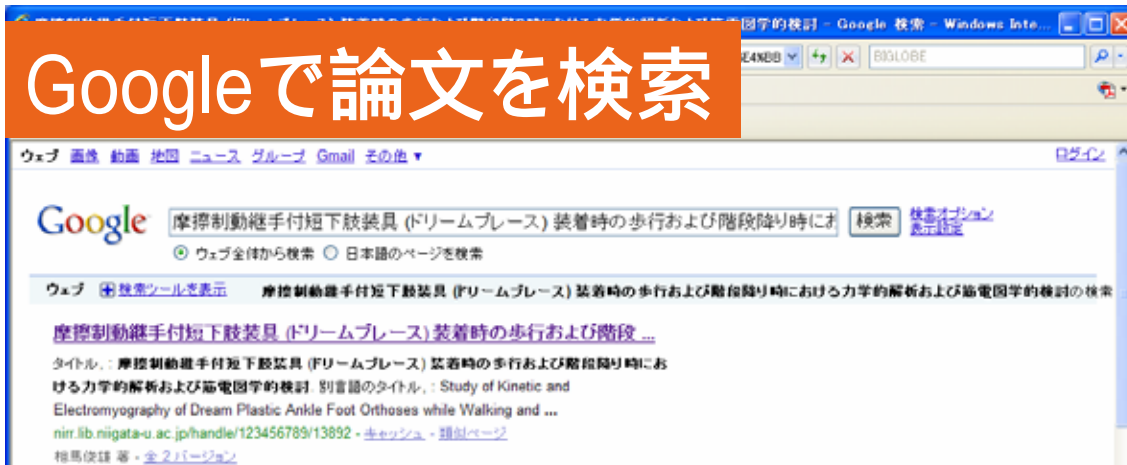 図学的検討 - Google 検索 - Windows Inte...
Googleで論文を検索
E4%BB
BIGLOBE
ウェブ 画像 動画 地図 ニュース グループ Gmail その他 ▼
ログイン
Google
摩擦制動継手付短下肢装具 (ドリームブレース) 装着時の歩行および階段降り時にお
検索
検索オプション
表示設定
ウェブ全体から検索 日本語のページを検索
ウェブ 検索ツールを表示
摩擦制動継手付短下肢装具 (ドリームブレース) 装着時の歩行および階段降り時における力学的解析および筋電図学的検討の検索
摩擦制動継手付短下肢装具 (ドリームブレース) 装着時の歩行および階段 ...
タイトル, : 摩擦制動継手付短下肢装具 (ドリームブレース) 装着時の歩行および階段降り時にお
ける力学的解析および筋電図学的検討. 別言語のタイトル, : Study of Kinetic and
Electromyography of Dream Plastic Ankle Foot Orthoses while Walking and ...
nirr.lib.niigata-u.ac.jp/handle/123456789/13892 - キャッシュ - 類似ページ
相馬俊雄 著 - 全 2 バージョン